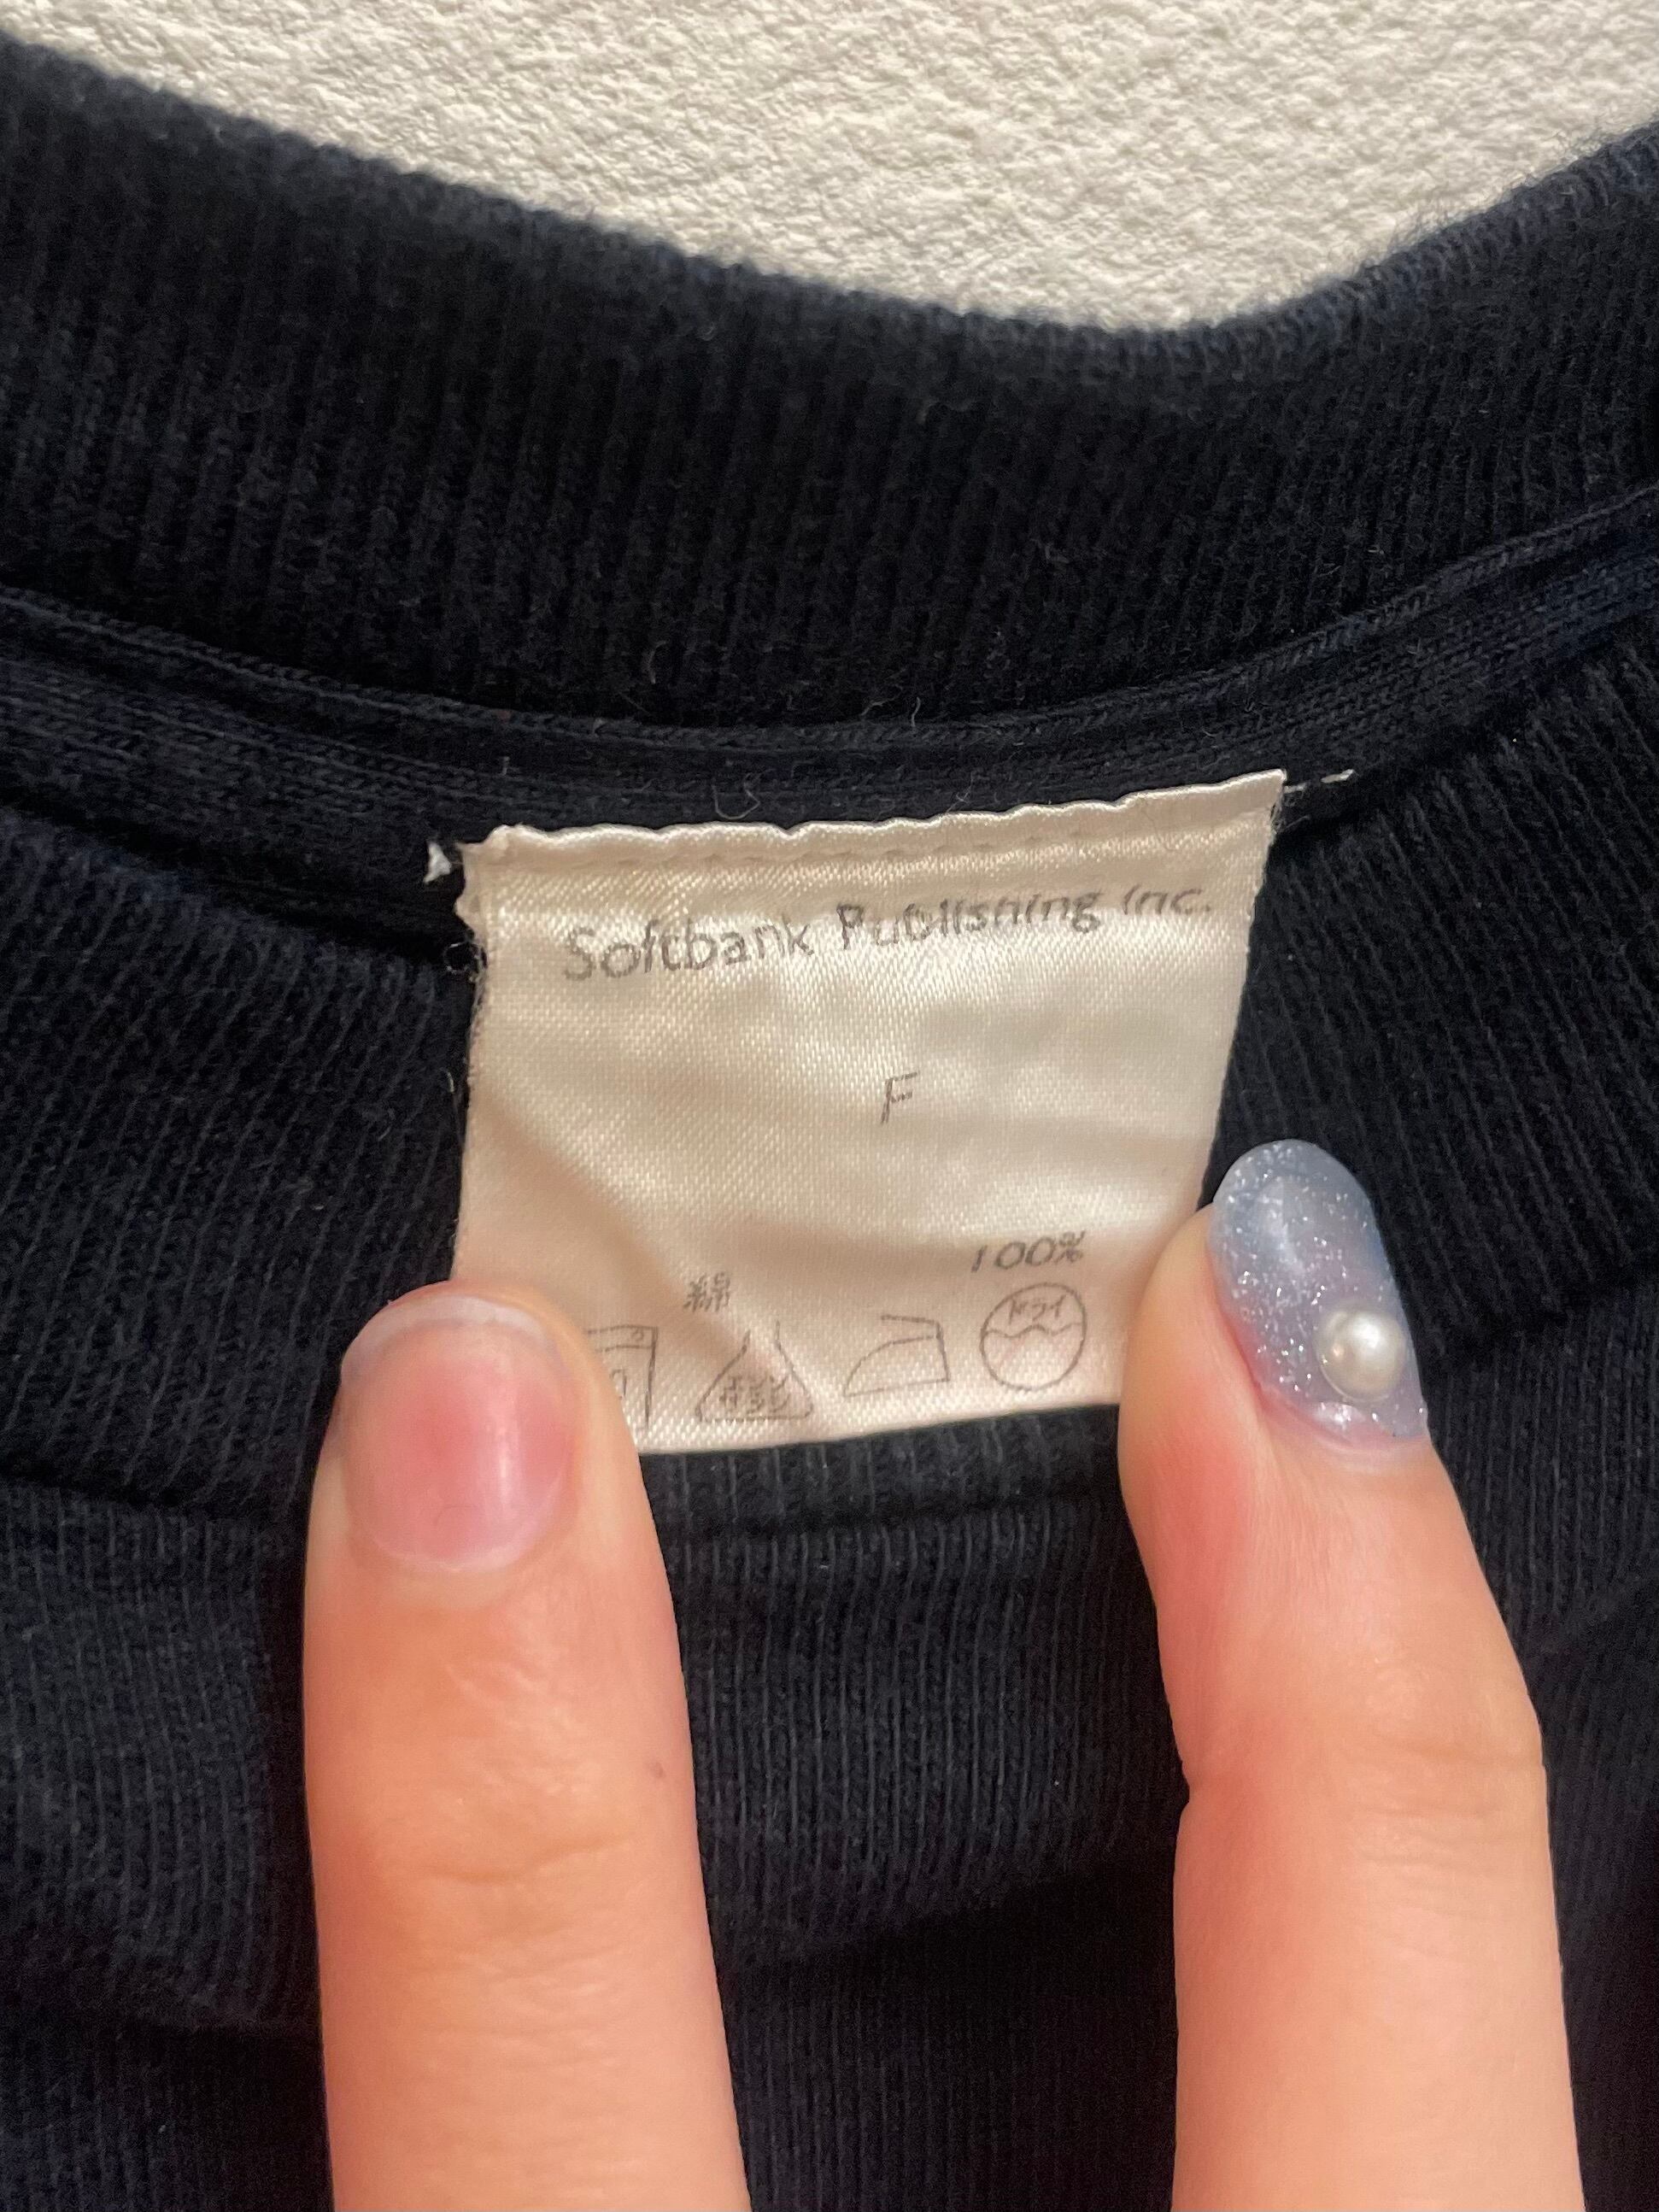 Softbank Publishing Inc.
F
綿 100%
ドライ